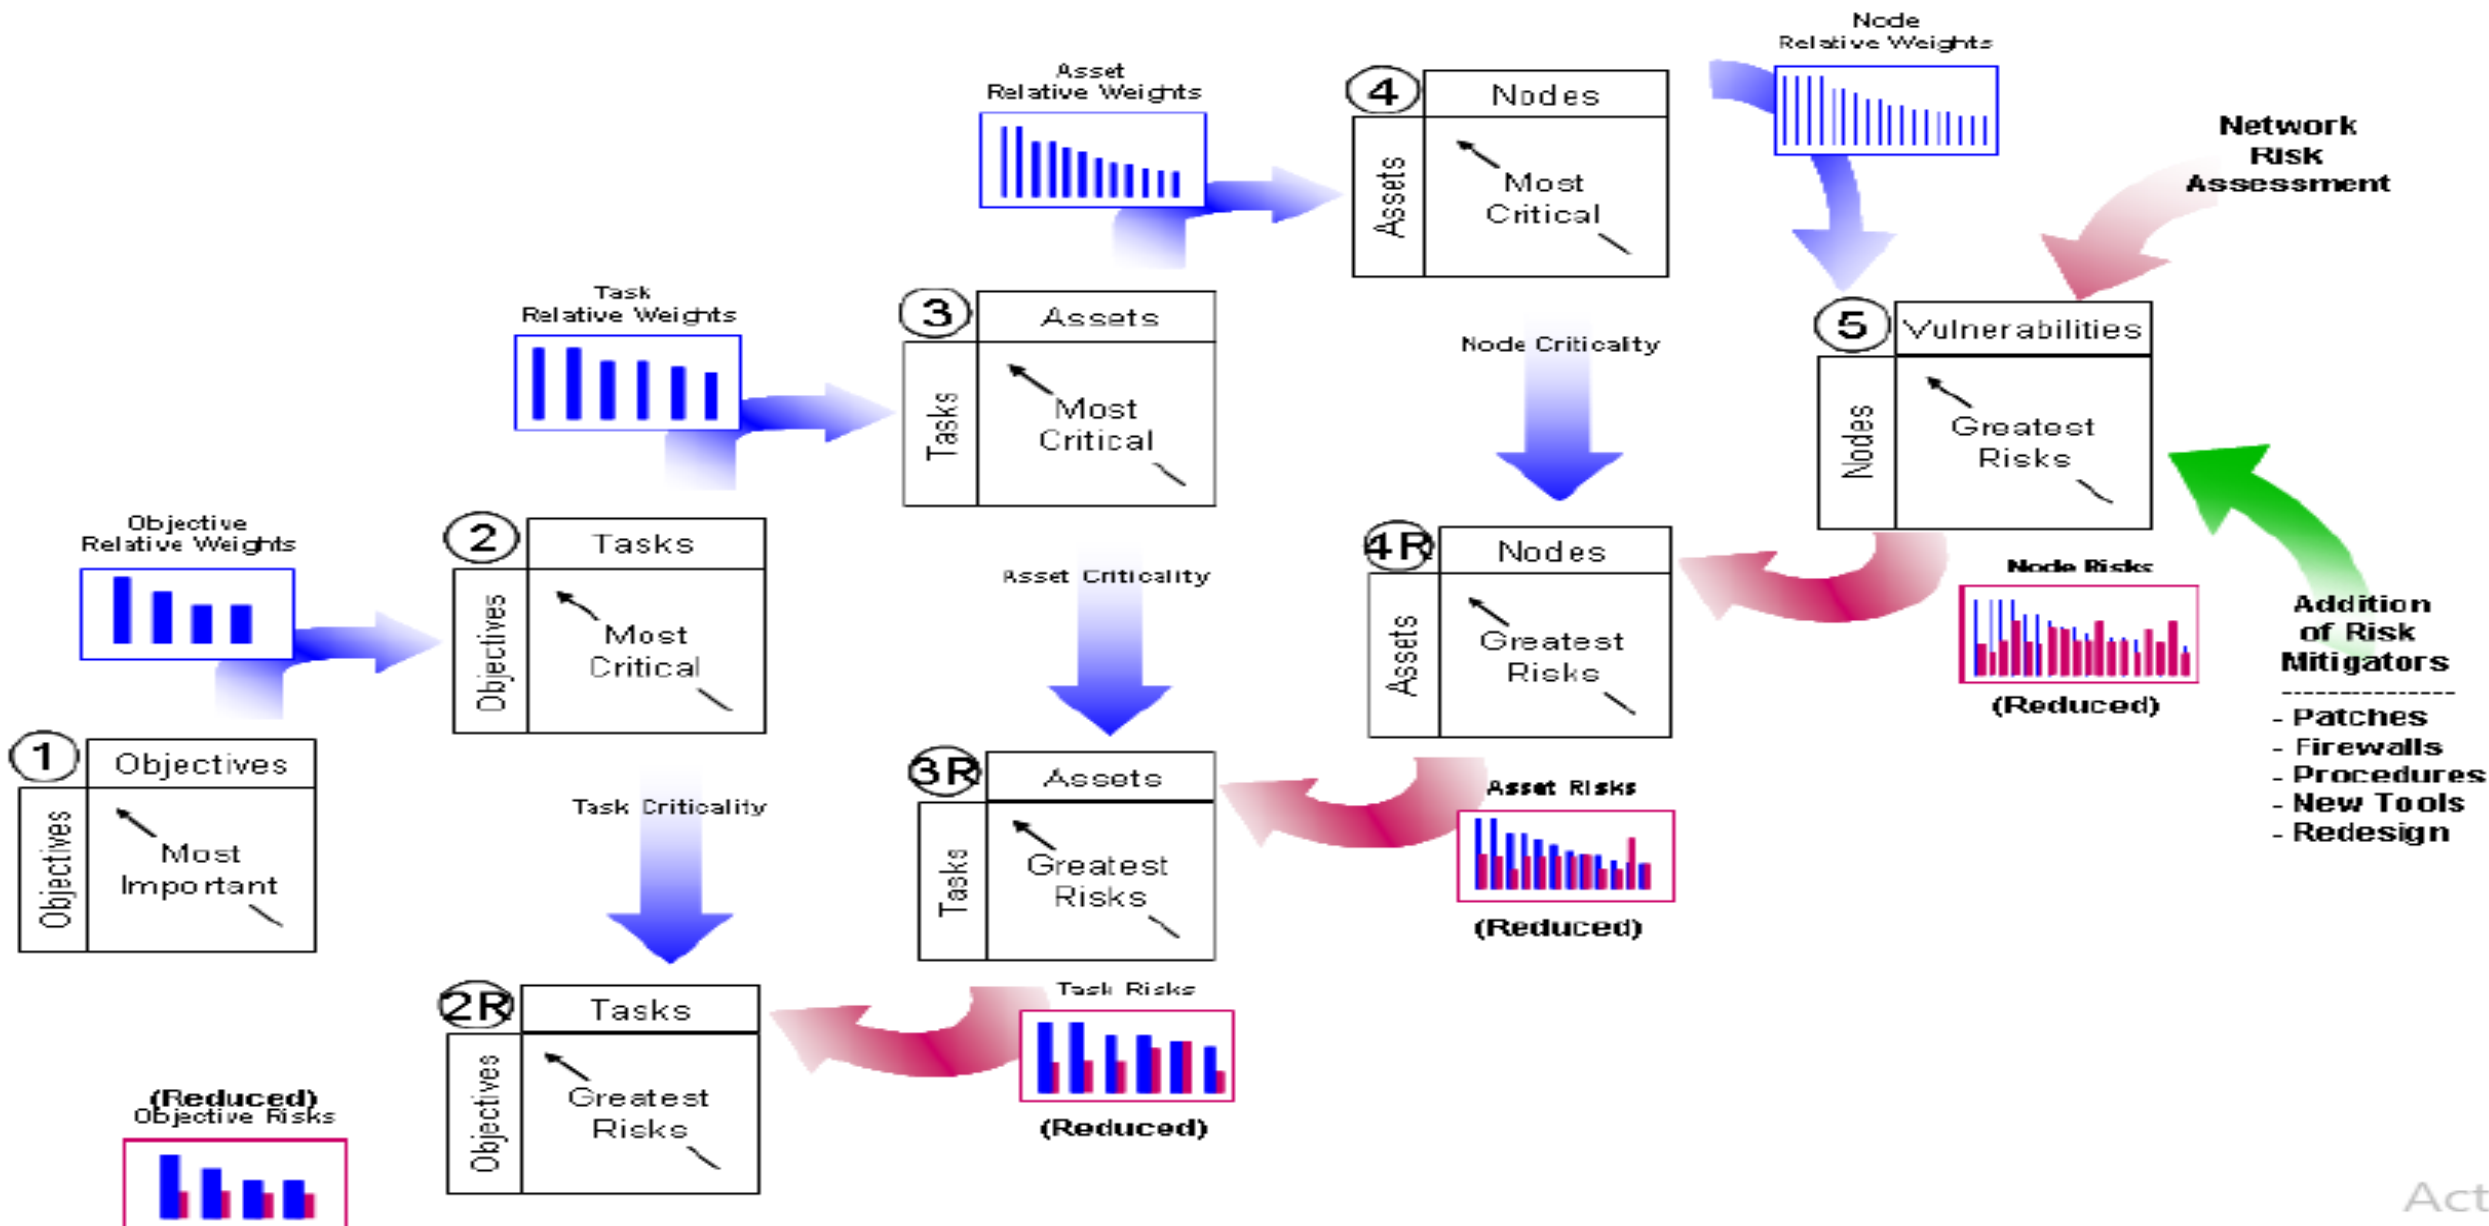 Node
Relative Weights
Asset
Relative Weights
4
Nodes
Assets
Most
Critical
Network
Risk
Assessment
Task
Relative Weights
3
Assets
Tasks
Most
Critical
Node Criticality
5
Vulnerabilities
Nodes
Greatest
Risks
Objective
Relative Weights
2
Tasks
Objectives
Most
Critical
Asset Criticality
4R
Nodes
Assets
Greatest
Risks
Node Risks
(Reduced)
Addition
of Risk
Mitigators
---------------
- Patches
- Firewalls
- Procedures
- New Tools
- Redesign
1
Objectives
Objectives
Most
Important
Task Criticality
3R
Assets
Tasks
Greatest
Risks
Asset Risks
(Reduced)
2R
Tasks
Objectives
Greatest
Risks
Task Risks
(Reduced)
(Reduced)
Objective Risks
Act